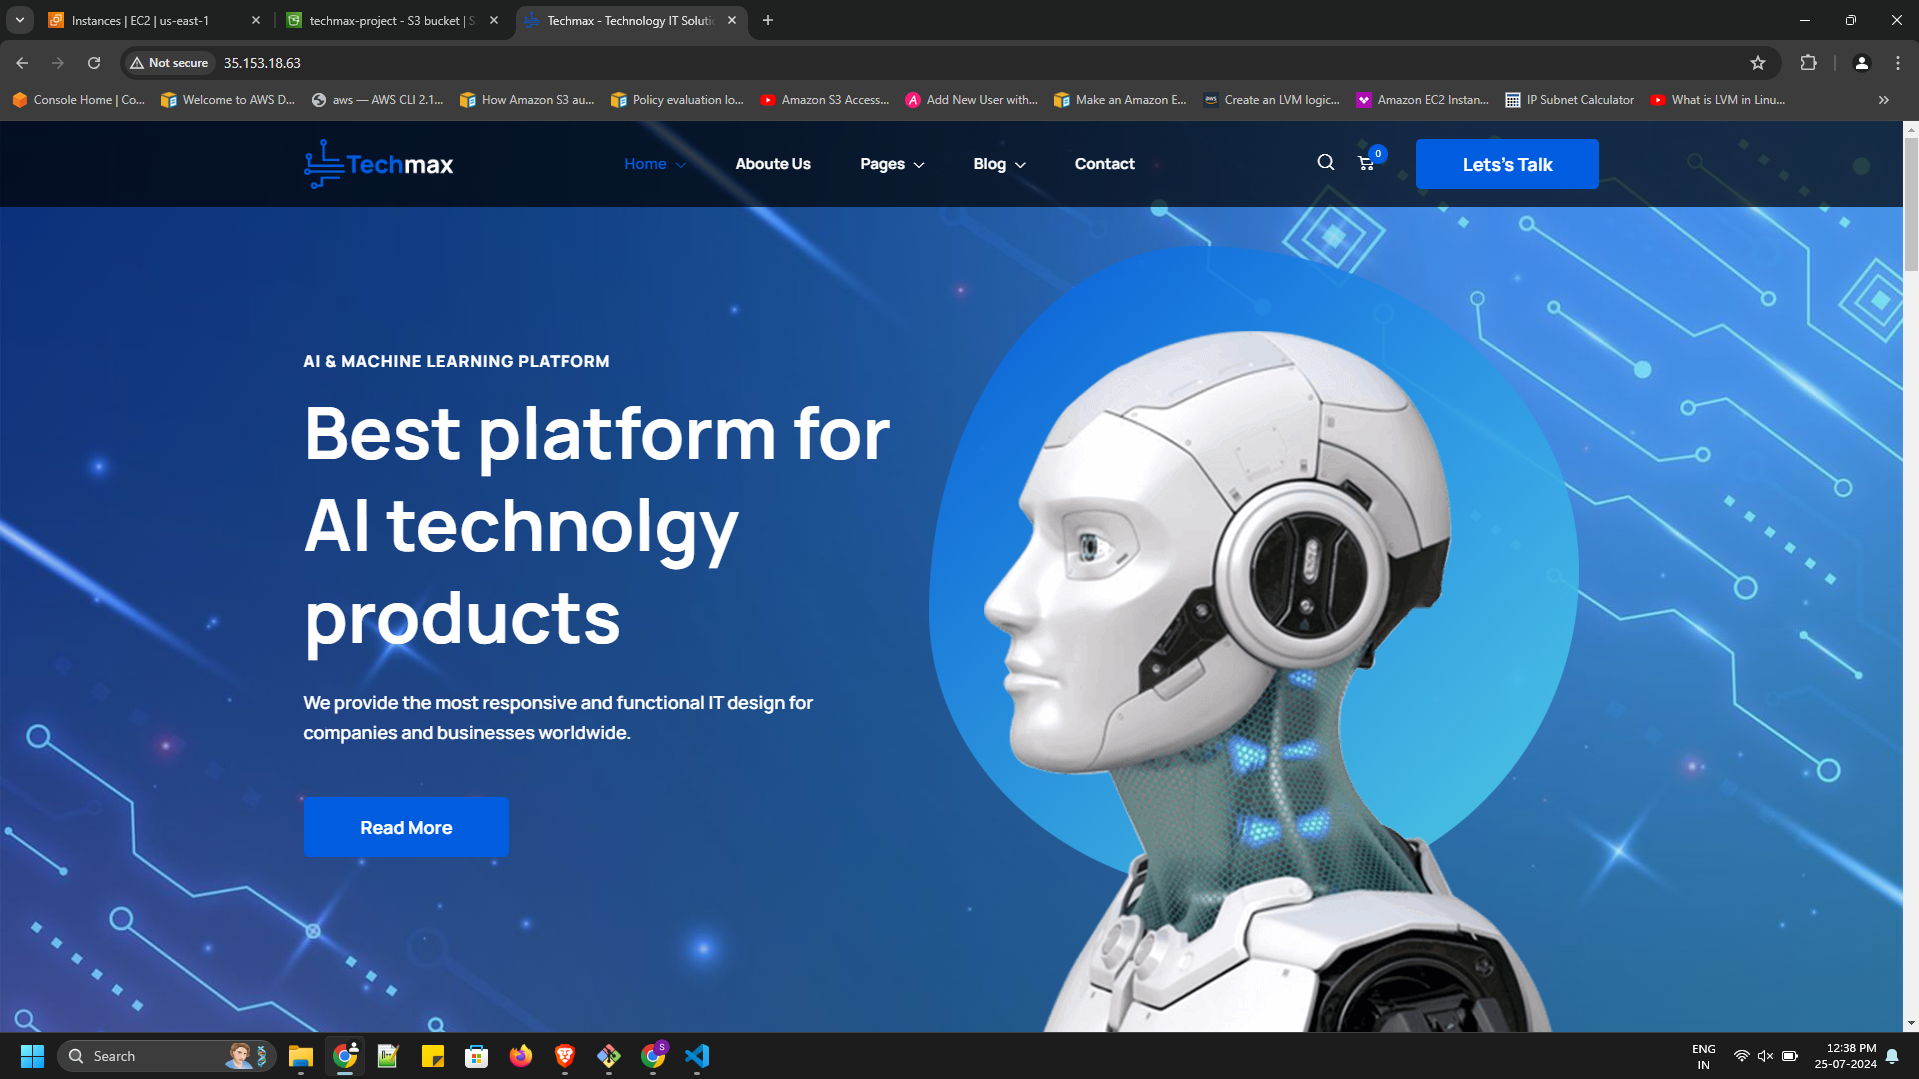 Instances | EC2 | us-east-1
techmax-project - S3 bucket | S
Techmax - Technology IT Soluti
Not secure
35.153.18.63
Console Home | Co...
Welcome to AWS D...
aws — AWS CLI 2.1...
How Amazon S3 au...
Policy evaluation lo...
Amazon S3 Access...
Add New User with...
Make an Amazon E...
Create an LVM logic...
Amazon EC2 Instan...
IP Subnet Calculator
What is LVM in Linu...
Techmax
Home
Aboute Us
Pages
Blog
Contact
0
Lets's Talk
AI & MACHINE LEARNING PLATFORM
Best platform for
AI technolgy
products
We provide the most responsive and functional IT design for
companies and businesses worldwide.
Read More
Search
S
ENG
IN
12:38 PM
25-07-2024